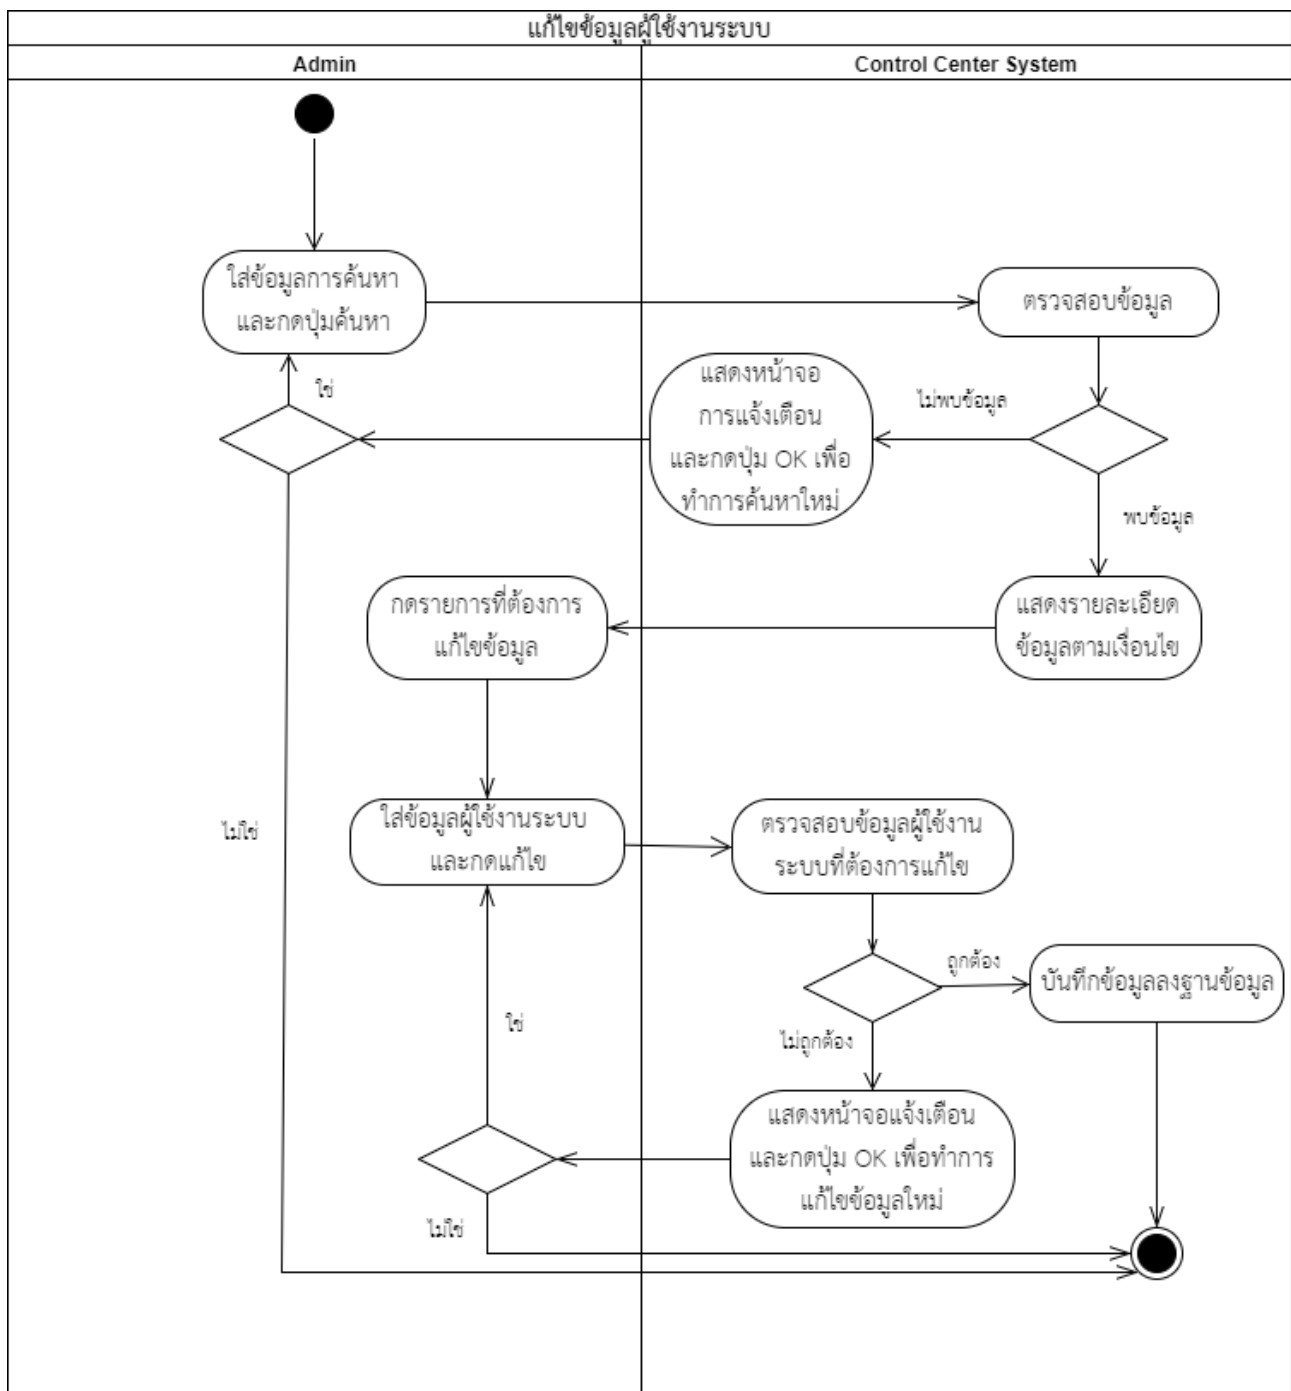 แก้ไขข้อมูลผู้ใช้งานระบบ
Admin
Control Center System
ใส่ข้อมูลการค้นหา
และกดปุ่มค้นหา
ตรวจสอบข้อมูล
ใช่
แสดงหน้าจอ
การแจ้งเตือน
และกดปุ่ม OK เพื่อ
ทำการค้นหาใหม่
ไม่พบข้อมูล
พบข้อมูล
กดรายการที่ต้องการ
แก้ไขข้อมูล
แสดงรายละเอียด
ข้อมูลตามเงื่อนไข
ไม่ใช่
ใส่ข้อมูลผู้ใช้งานระบบ
และกดแก้ไข
ตรวจสอบข้อมูลผู้ใช้งาน
ระบบที่ต้องการแก้ไข
ถูกต้อง
บันทึกข้อมูลลงฐานข้อมูล
ใช่
ไม่ถูกต้อง
แสดงหน้าจอแจ้งเตือน
และกดปุ่ม OK เพื่อทำการ
แก้ไขข้อมูลใหม่
ไม่ใช่